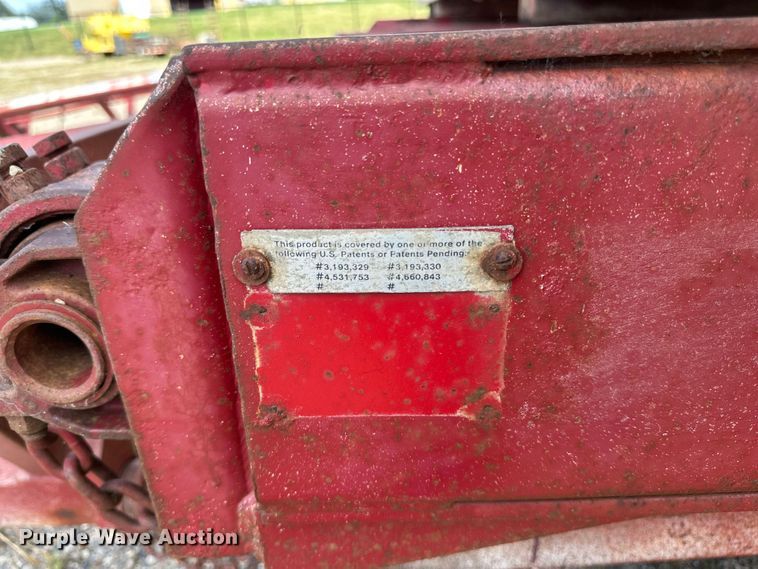 This product is covered by one or more of the
following U.S. Patents or Patents Pending:
#3,193,329 #3,193,330
#4,531,753 #4,660,843
# #
Purple Wave Auction